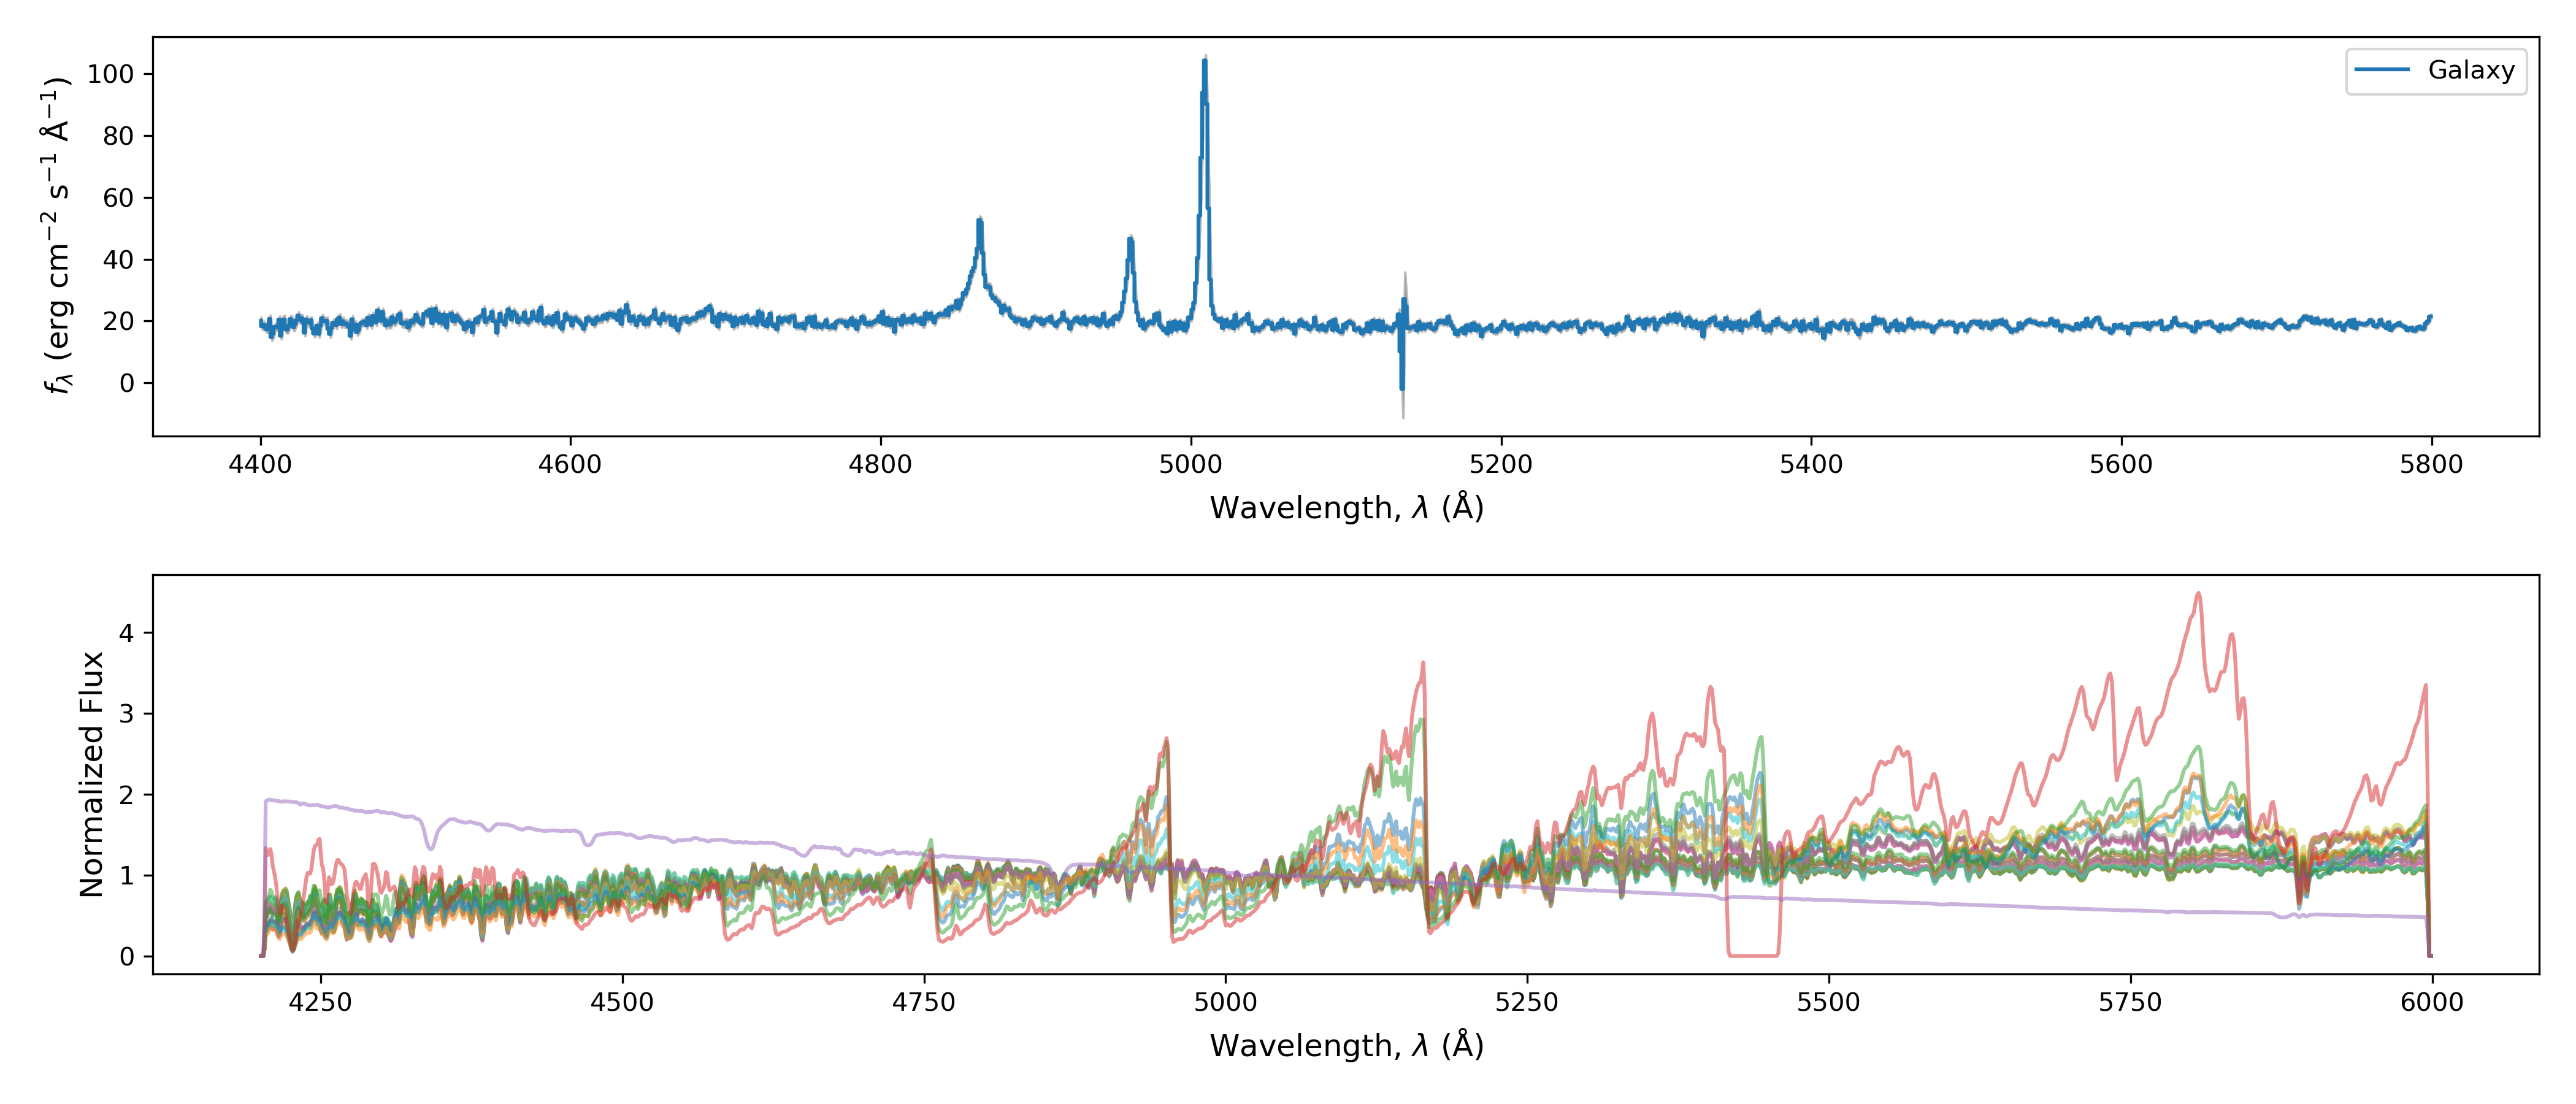 Galaxy
f_λ (erg cm⁻² s⁻¹ Å⁻¹)
100
80
60
40
20
0
4400 4600 4800 5000 5200 5400 5600 5800
Wavelength, λ (Å)
Normalized Flux
4
3
2
1
0
4250 4500 4750 5000 5250 5500 5750 6000
Wavelength, λ (Å)